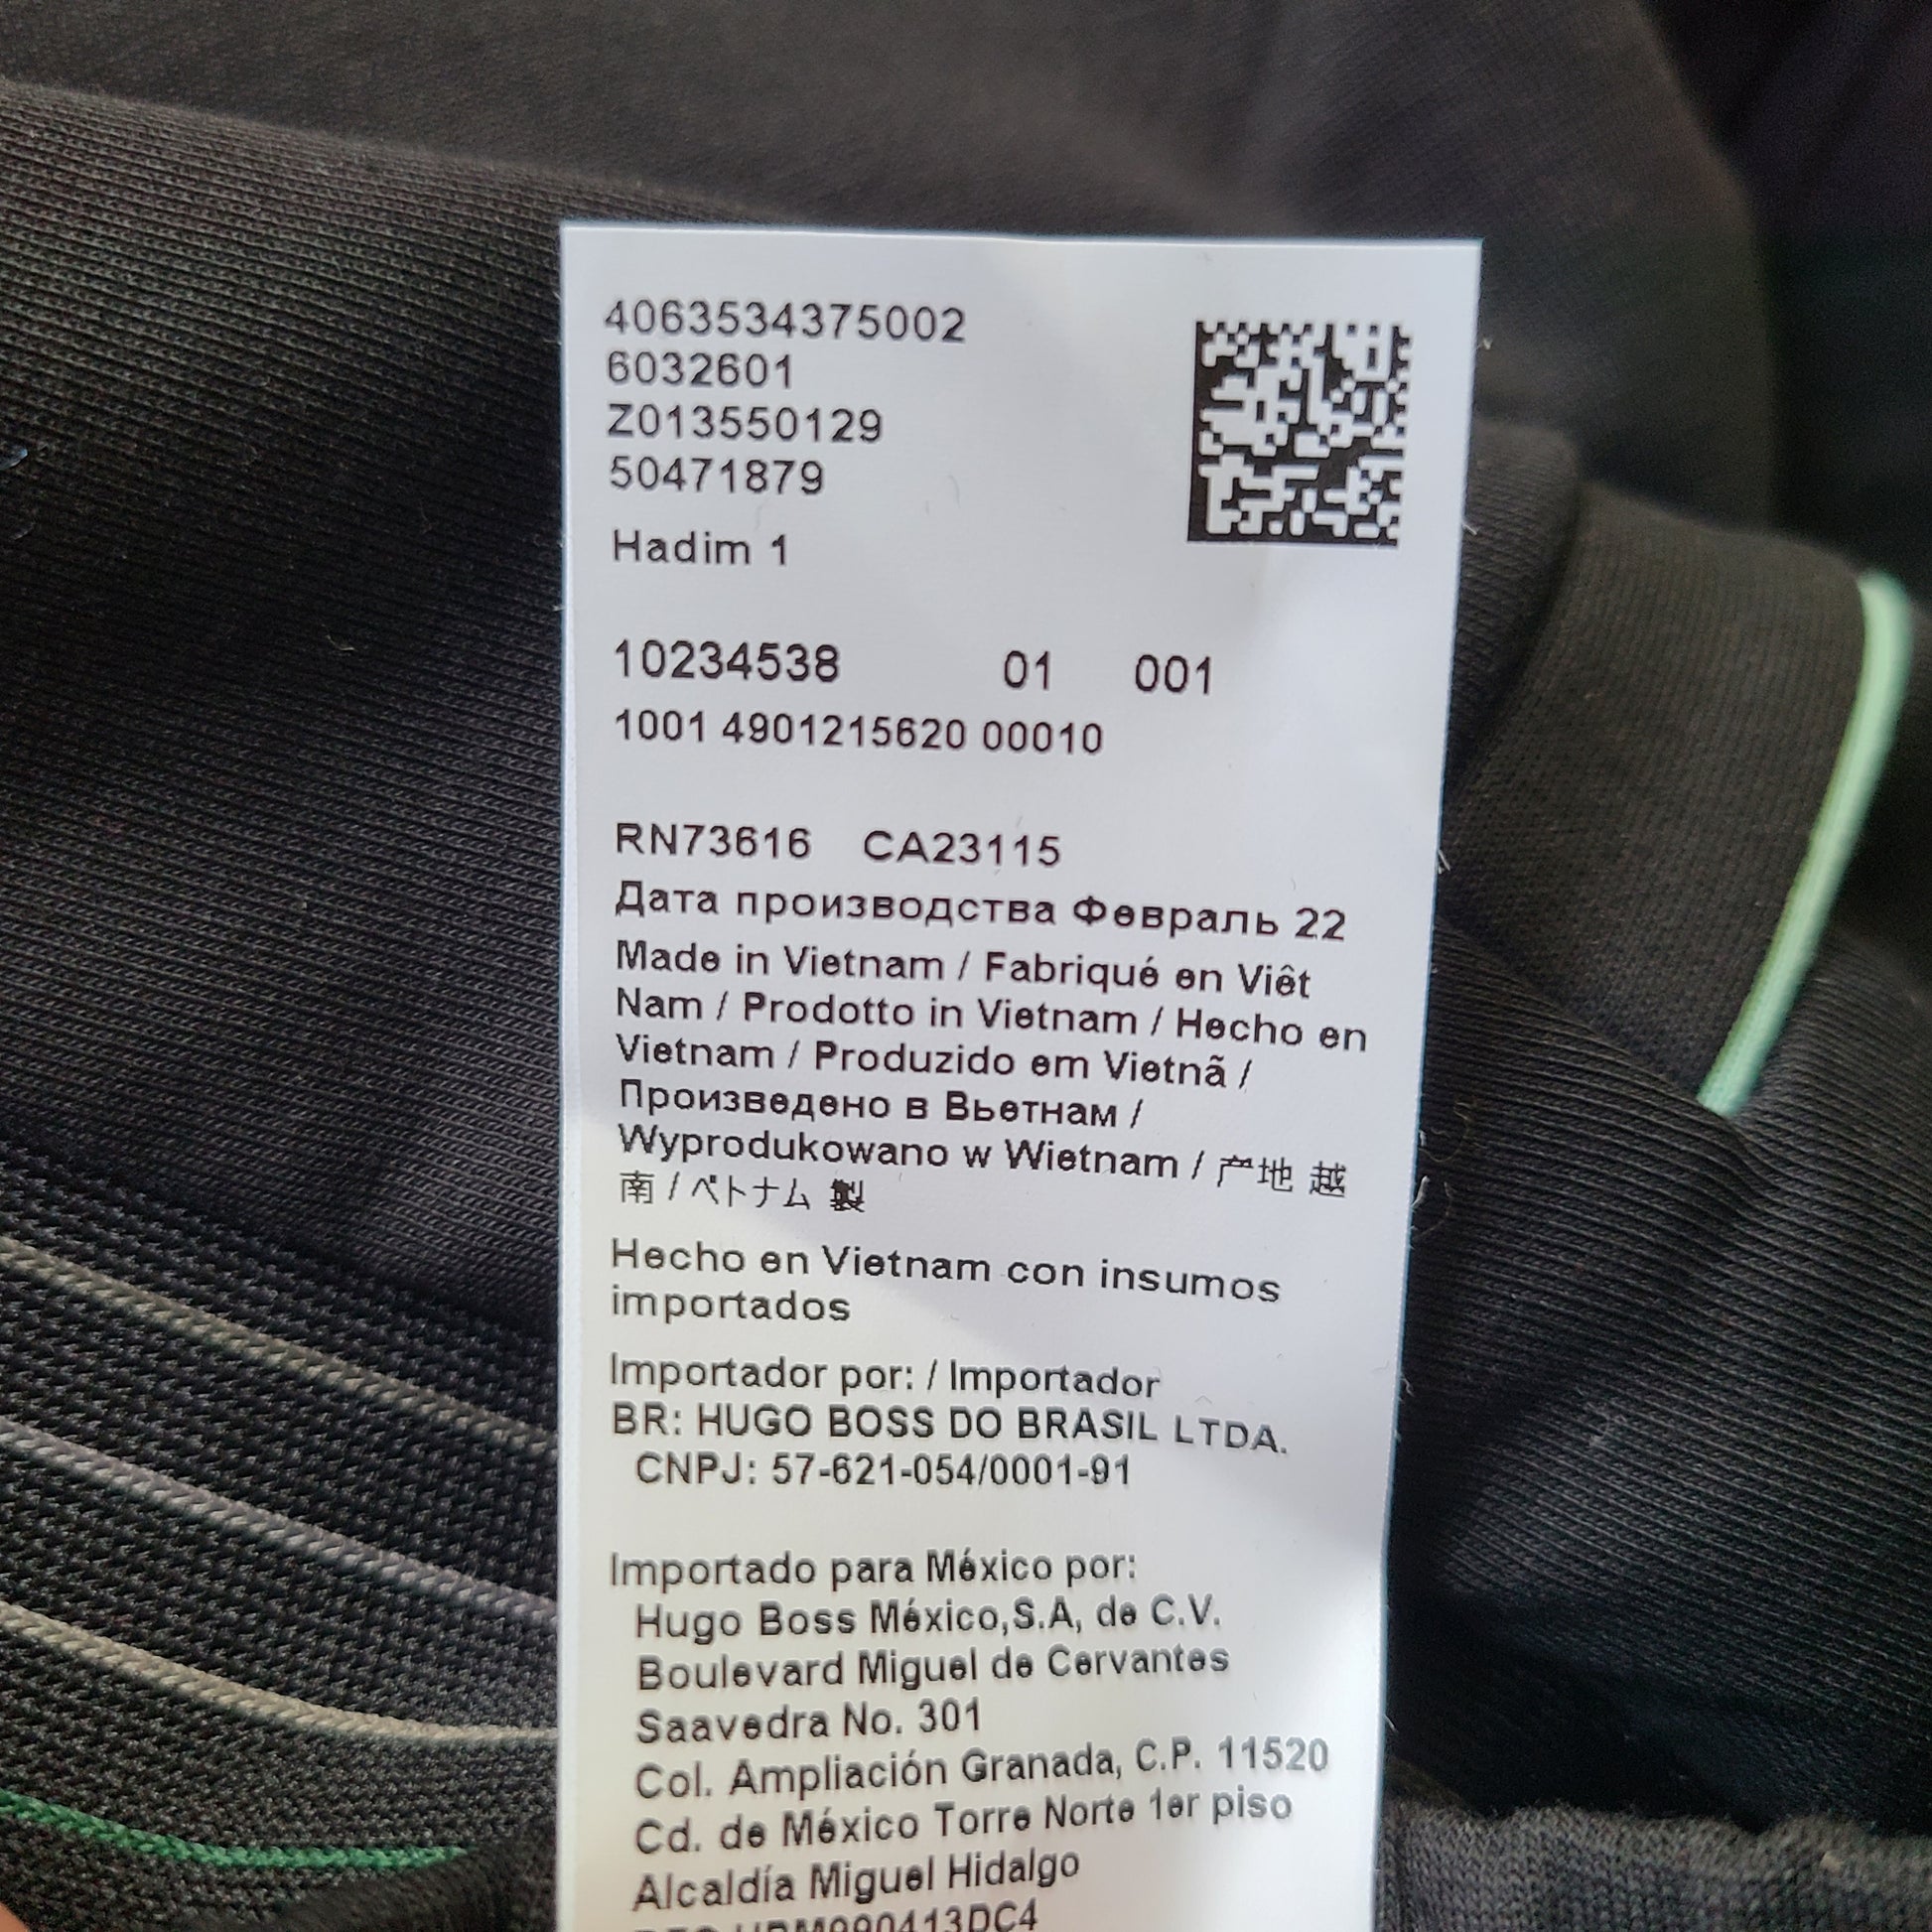 4063534375002
6032601
Z013550129
50471879
Hadim 1
10234538 01 001
1001 4901215620 00010
RN73616 CA23115
Дата производства Февраль 22
Made in Vietnam / Fabriqué en Viêt
Nam / Prodotto in Vietnam / Hecho en
Vietnam / Produzido em Vietnã /
Произведено в Вьетнам /
Wyprodukowano w Wietnam / 产地 越
南 / ベトナム 製
Hecho en Vietnam con insumos
importados
Importador por: / Importador
BR: HUGO BOSS DO BRASIL LTDA.
CNPJ: 57-621-054/0001-91
Importado para México por:
Hugo Boss México,S.A, de C.V.
Boulevard Miguel de Cervantes
Saavedra No. 301
Col. Ampliación Granada, C.P. 11520
Cd. de México Torre Norte 1er piso
Alcaldía Miguel Hidalgo